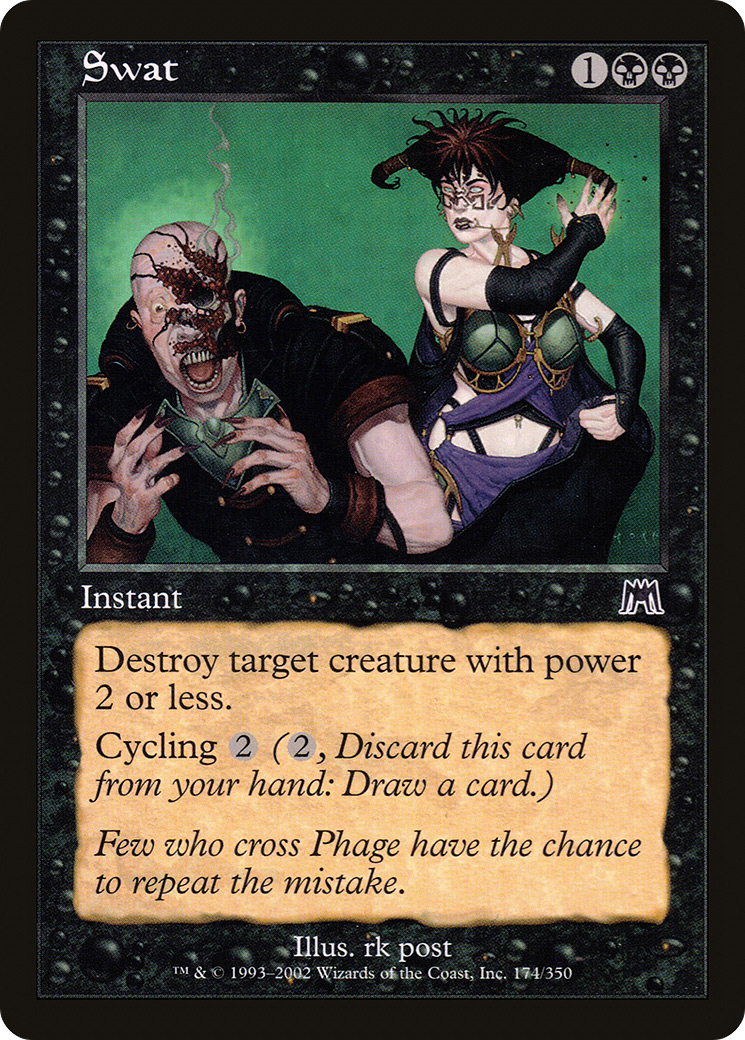 Swat 1
Instant
Destroy target creature with power
2 or less.
Cycling 2 (2, Discard this card
from your hand: Draw a card.)
Few who cross Phage have the chance
to repeat the mistake.
Illus. rk post
™ & © 1993–2002 Wizards of the Coast, Inc. 174/350